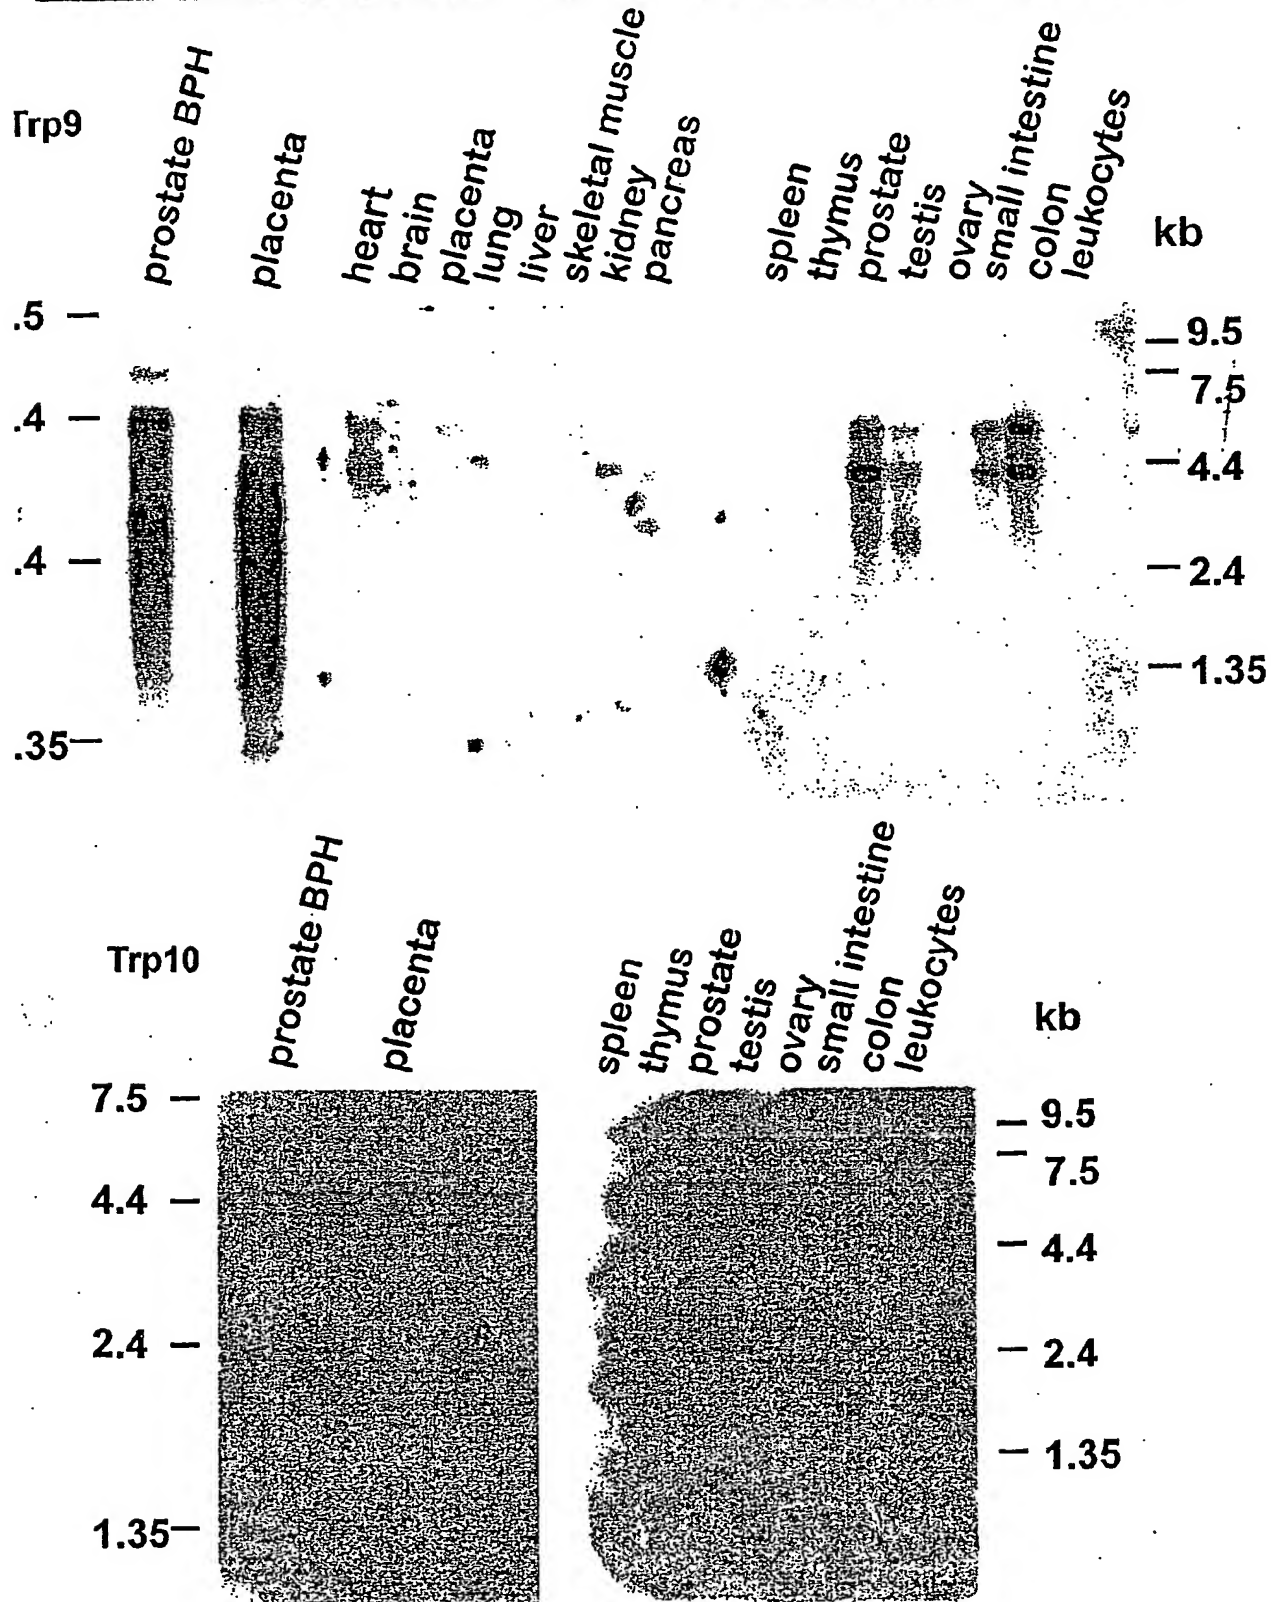 Trp9
prostate BPH
placenta
heart
brain
placenta
lung
liver
skeletal muscle
kidney
pancreas
spleen
thymus
prostate
testis
ovary
small intestine
colon
leukocytes
kb
.5
.4
.4
.35
9.5
7.5
4.4
2.4
1.35
Trp10
prostate BPH
placenta
spleen
thymus
prostate
testis
ovary
small intestine
colon
leukocytes
kb
7.5
4.4
2.4
1.35
9.5
7.5
4.4
2.4
1.35